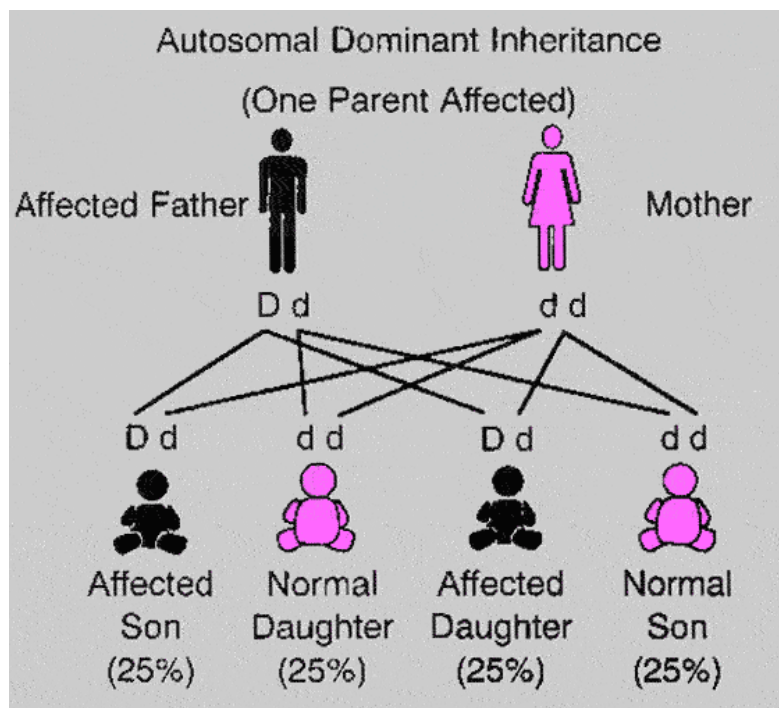 Autosomal Dominant Inheritance
(One Parent Affected)
Affected Father
Mother
D d
d d
D d
d d
D d
d d
Affected Son (25%)
Normal Daughter (25%)
Affected Daughter (25%)
Normal Son (25%)